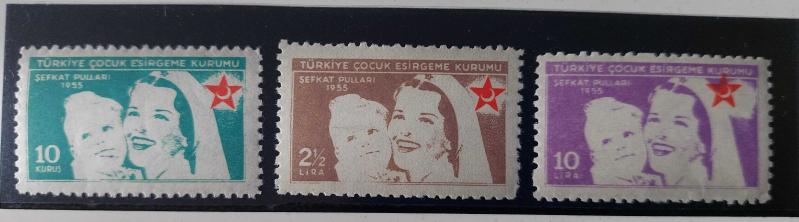 TÜRKİYE ÇOCUK ESİRGEME KURUMU
ŞEFKAT PULLARI
1955
10
KURUŞ
TÜRKİYE ÇOCUK ESİRGEME KURUMU
ŞEFKAT PULLARI
1955
2½
LİRA
TÜRKİYE ÇOCUK ESİRGEME KURUMU
ŞEFKAT PULLARI
1955
10
LİRA